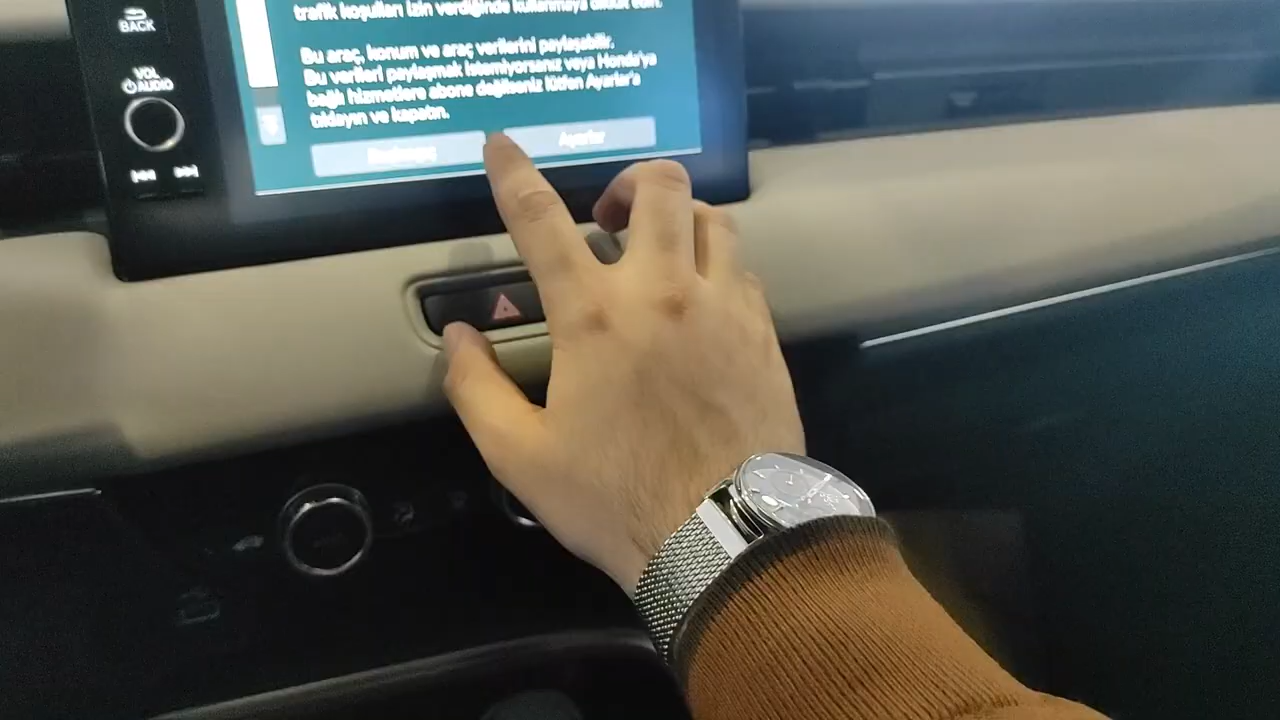 BACK
VOL
AUDIO
trafik koşulları izin verdiğinde kullanmaya dikkat edin.
Bu araç, konum ve araç verilerini paylaşabilir.
Bu verileri paylaşmak istemiyorsanız veya Honda'ya
bağlı hizmetlere abone değilseniz lütfen Ayarlar'a
tıklayın ve kapatın.
Ayarlar